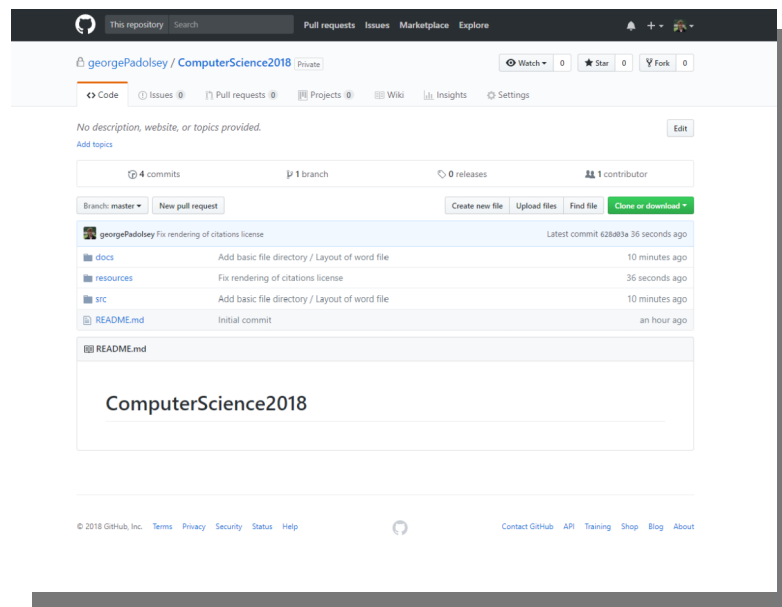 This repository Search Pull requests Issues Marketplace Explore
georgePadolsey / ComputerScience2018 Private Watch 0 Star 0 Fork 0
Code Issues 0 Pull requests 0 Projects 0 Wiki Insights Settings
No description, website, or topics provided. Edit
Add topics
4 commits 1 branch 0 releases 1 contributor
Branch: master New pull request Create new file Upload files Find file Clone or download
georgePadolsey Fix rendering of citations license Latest commit 628d03a 36 seconds ago
docs Add basic file directory / Layout of word file 10 minutes ago
resources Fix rendering of citations license 36 seconds ago
src Add basic file directory / Layout of word file 10 minutes ago
README.md Initial commit an hour ago
README.md
ComputerScience2018
© 2018 GitHub, Inc. Terms Privacy Security Status Help Contact GitHub API Training Shop Blog About